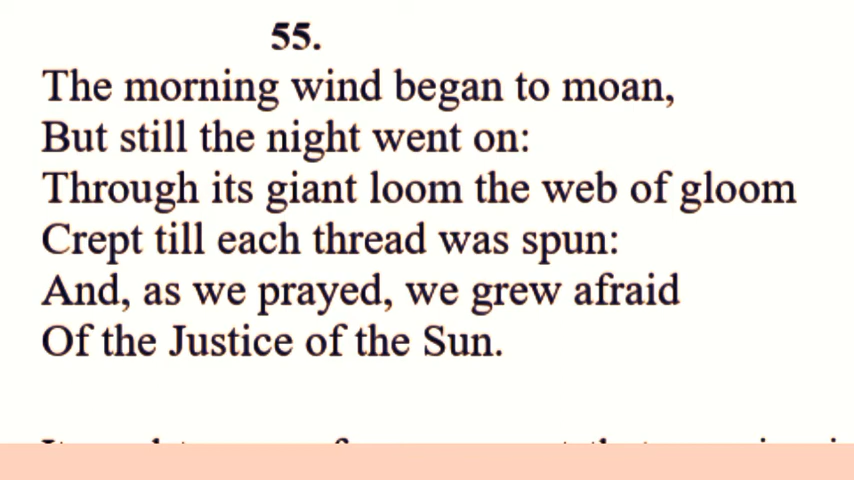 55.
The morning wind began to moan,
But still the night went on:
Through its giant loom the web of gloom
Crept till each thread was spun:
And, as we prayed, we grew afraid
Of the Justice of the Sun.